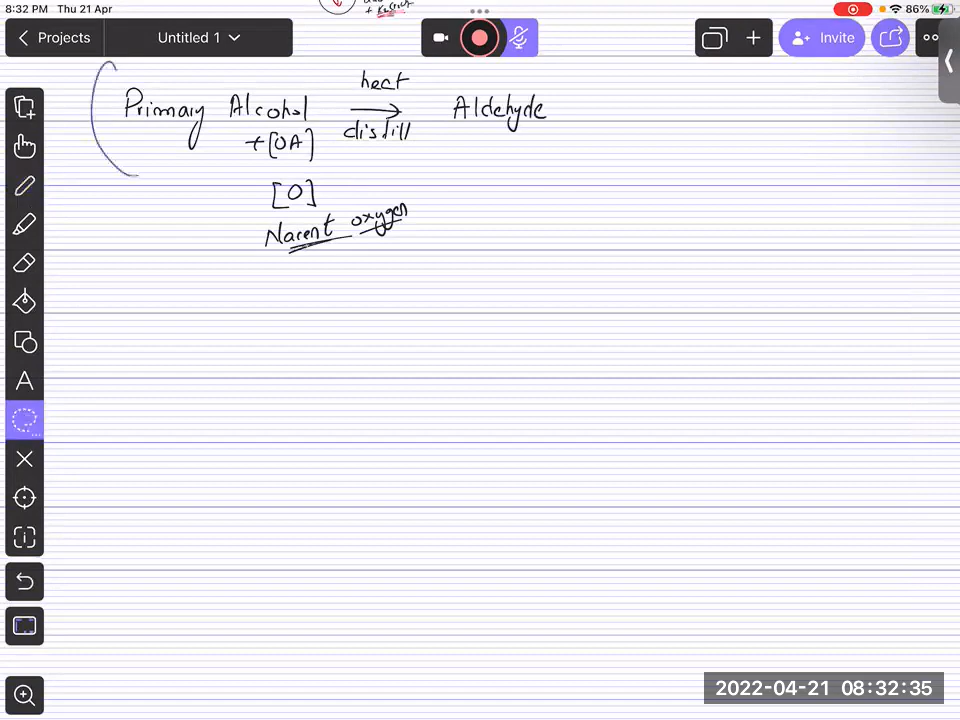 8:32 PM Thu 21 Apr
86%
Projects
Untitled 1
Invite
heat
Primary Alcohol → Aldehyde
distill
+[OA]
[O]
Nacent oxygen
A
2022-04-21 08:32:35